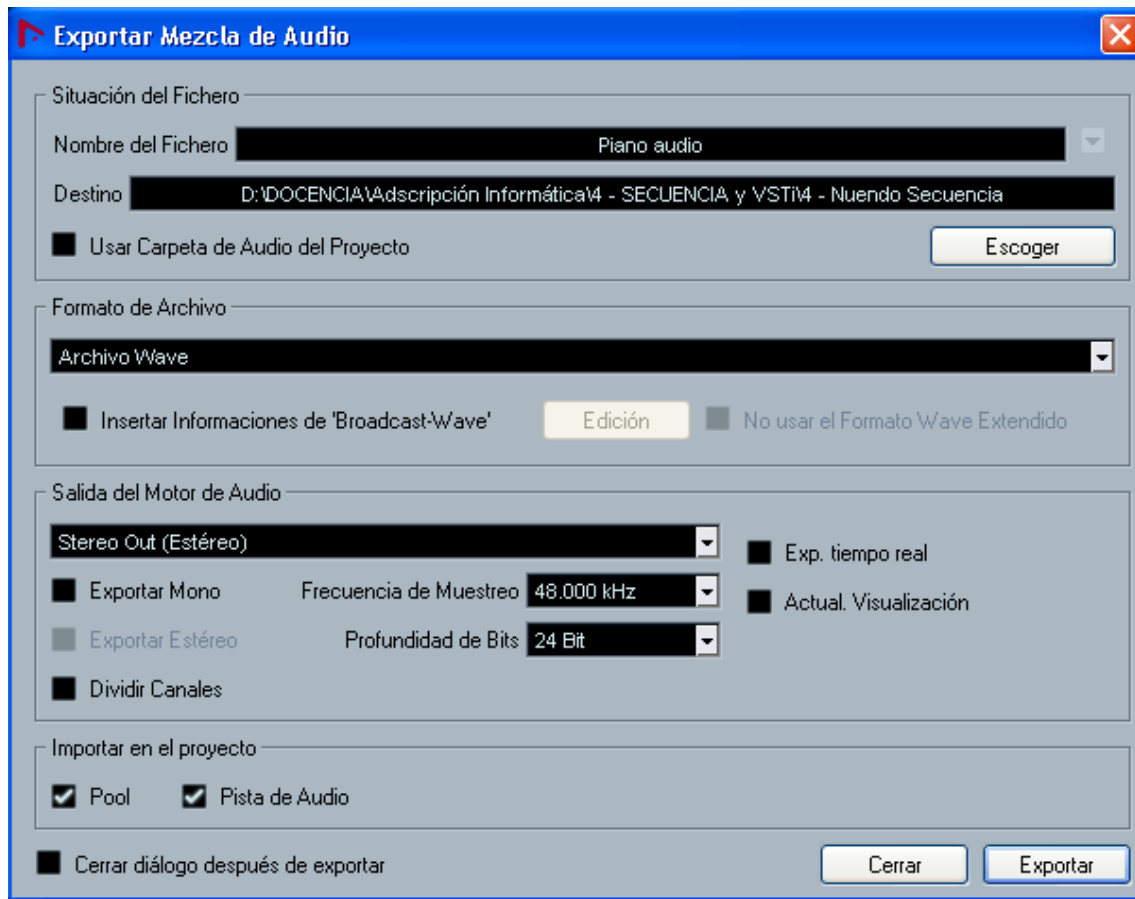 Exportar Mezcla de Audio
Situación del Fichero
Nombre del Fichero Piano audio
Destino D:\DOCENCIA\Adscripción Informática\4 - SECUENCIA y VSTi\4 - Nuendo Secuencia
Usar Carpeta de Audio del Proyecto Escoger
Formato de Archivo
Archivo Wave
Insertar Informaciones de 'Broadcast-Wave' Edición No usar el Formato Wave Extendido
Salida del Motor de Audio
Stereo Out (Estéreo)
Exp. tiempo real
Exportar Mono Frecuencia de Muestreo 48.000 kHz
Actual. Visualización
Exportar Estéreo Profundidad de Bits 24 Bit
Dividir Canales
Importar en el proyecto
Pool Pista de Audio
Cerrar diálogo después de exportar Cerrar Exportar